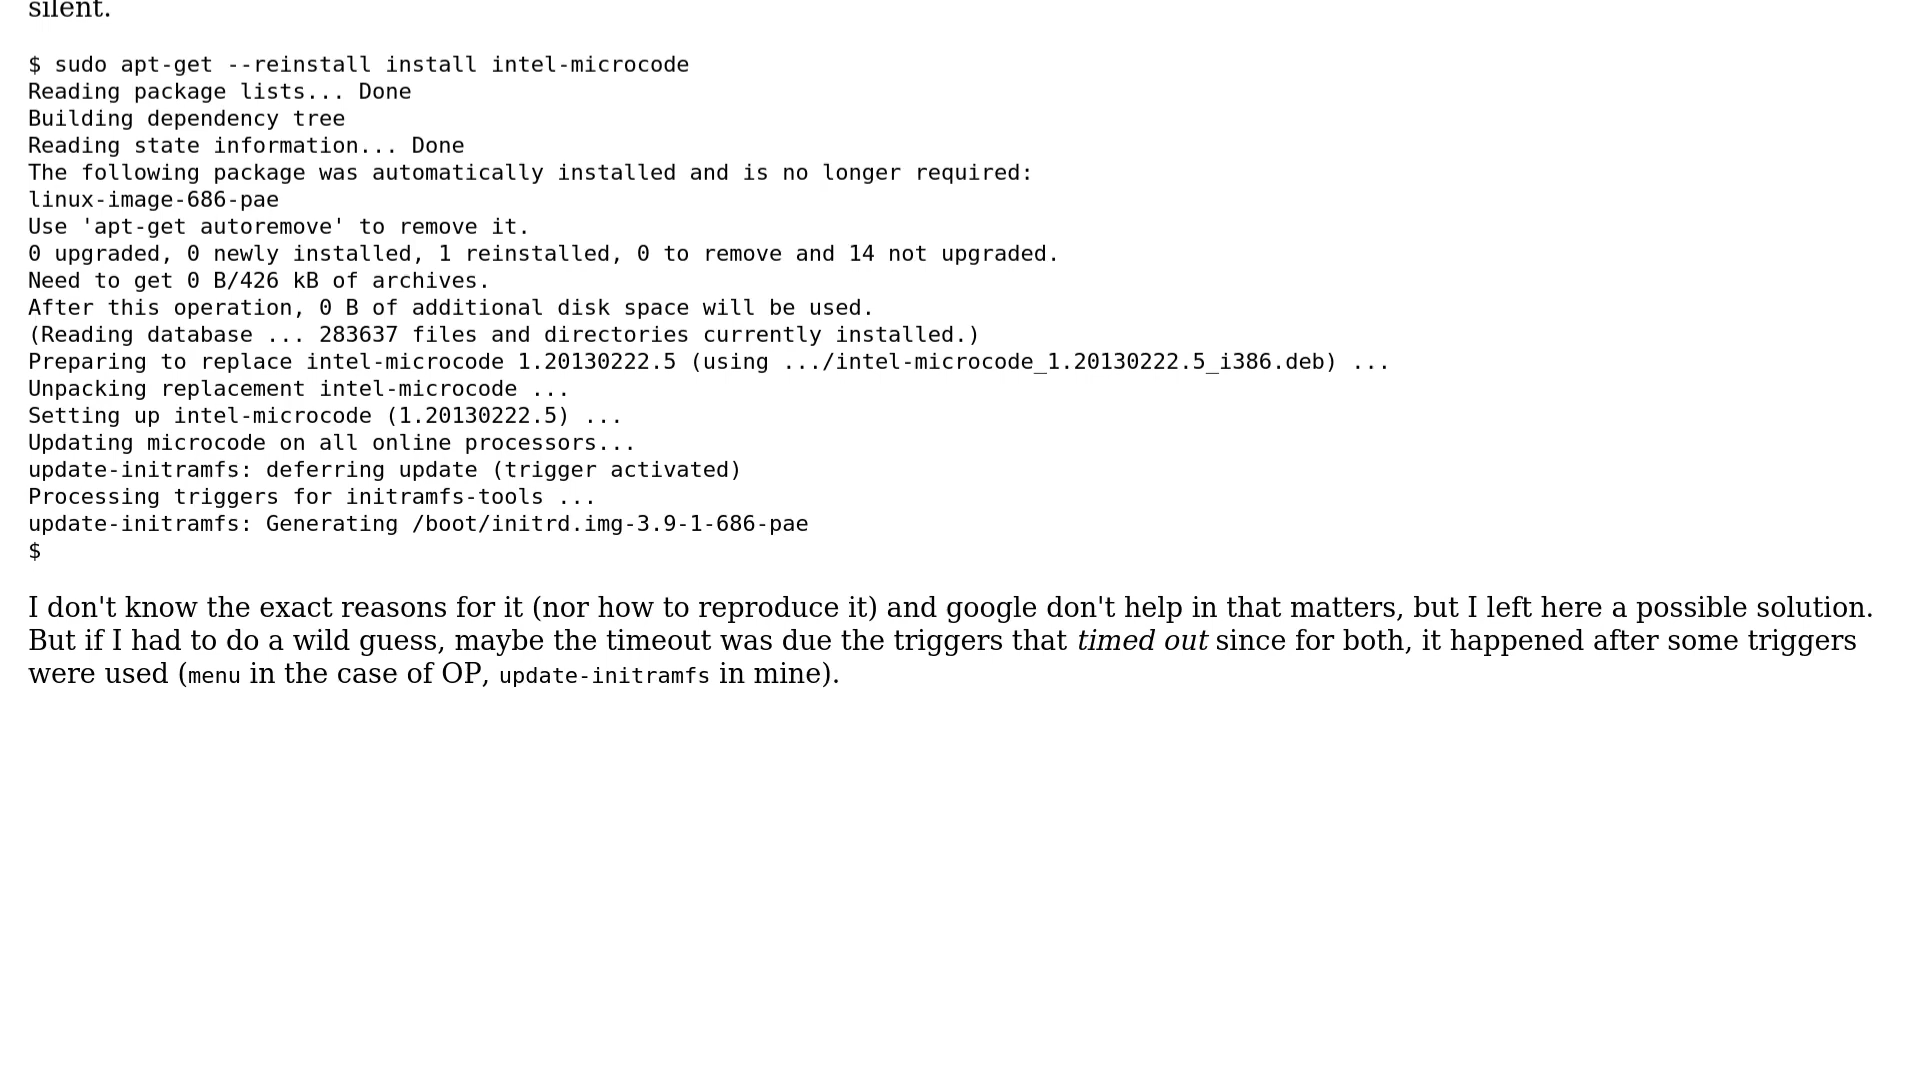 silent.
$ sudo apt-get --reinstall install intel-microcode
Reading package lists... Done
Building dependency tree
Reading state information... Done
The following package was automatically installed and is no longer required:
linux-image-686-pae
Use 'apt-get autoremove' to remove it.
0 upgraded, 0 newly installed, 1 reinstalled, 0 to remove and 14 not upgraded.
Need to get 0 B/426 kB of archives.
After this operation, 0 B of additional disk space will be used.
(Reading database ... 283637 files and directories currently installed.)
Preparing to replace intel-microcode 1.20130222.5 (using .../intel-microcode_1.20130222.5_i386.deb) ...
Unpacking replacement intel-microcode ...
Setting up intel-microcode (1.20130222.5) ...
Updating microcode on all online processors...
update-initramfs: deferring update (trigger activated)
Processing triggers for initramfs-tools ...
update-initramfs: Generating /boot/initrd.img-3.9-1-686-pae
$
I don't know the exact reasons for it (nor how to reproduce it) and google don't help in that matters, but I left here a possible solution.
But if I had to do a wild guess, maybe the timeout was due the triggers that timed out since for both, it happened after some triggers
were used (menu in the case of OP, update-initramfs in mine).